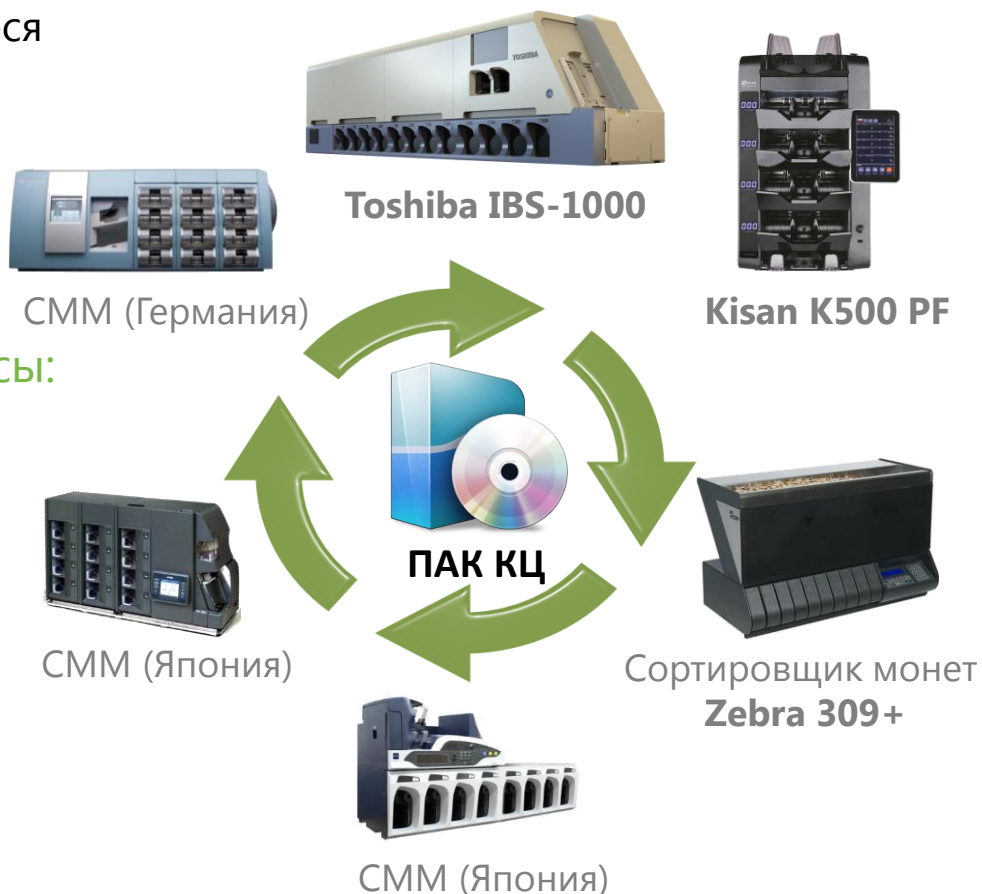 ся
TOSHIBA
Toshiba IBS-1000
СММ (Германия)
Kisan K500 PF
сы:
ПАК КЦ
СММ (Япония)
Сортировщик монет
Zebra 309+
СММ (Япония)